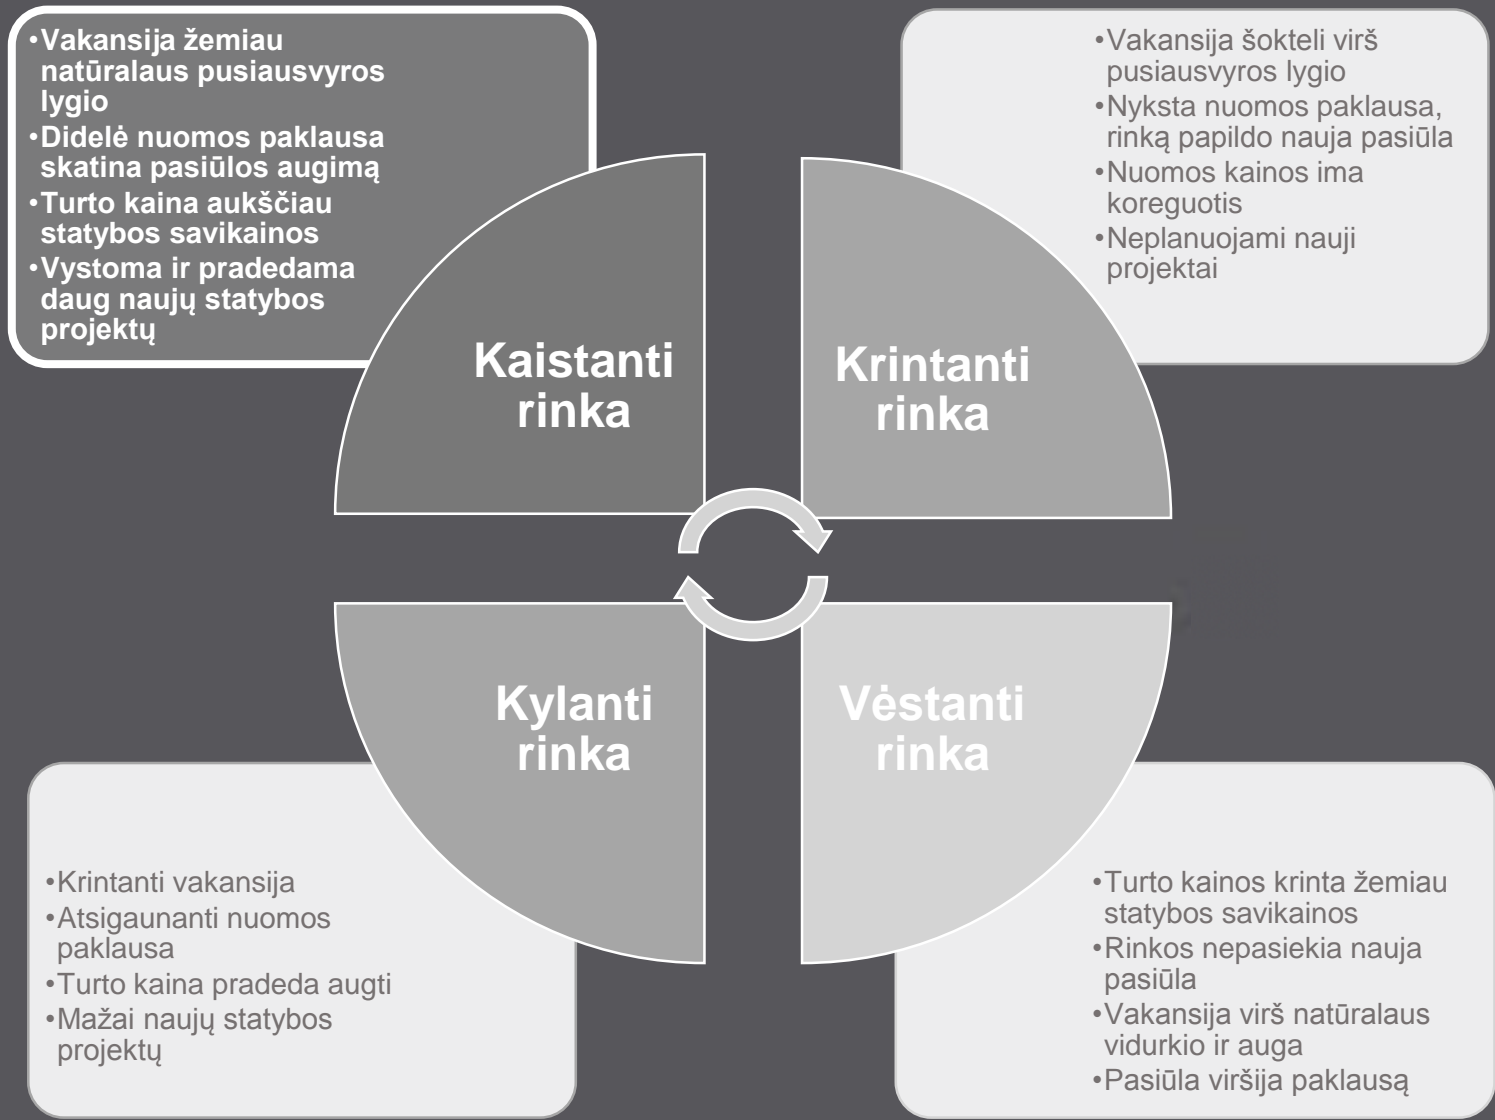 •Vakansija žemiau
natūralaus pusiausvyros
lygio
•Didelė nuomos paklausa
skatina pasiūlos augimą
•Turto kaina aukščiau
statybos savikainos
•Vystoma ir pradedama
daug naujų statybos
projektų
•Vakansija šokteli virš
pusiausvyros lygio
•Nyksta nuomos paklausa,
rinką papildo nauja pasiūla
•Nuomos kainos ima
koreguotis
•Neplanuojami nauji
projektai
Kaistanti
rinka
Krintanti
rinka
Kylanti
rinka
Vėstanti
rinka
•Krintanti vakansija
•Atsigaunanti nuomos
paklausa
•Turto kaina pradeda augti
•Mažai naujų statybos
projektų
•Turto kainos krinta žemiau
statybos savikainos
•Rinkos nepasiekia nauja
pasiūla
•Vakansija virš natūralaus
vidurkio ir auga
•Pasiūla viršija paklausą